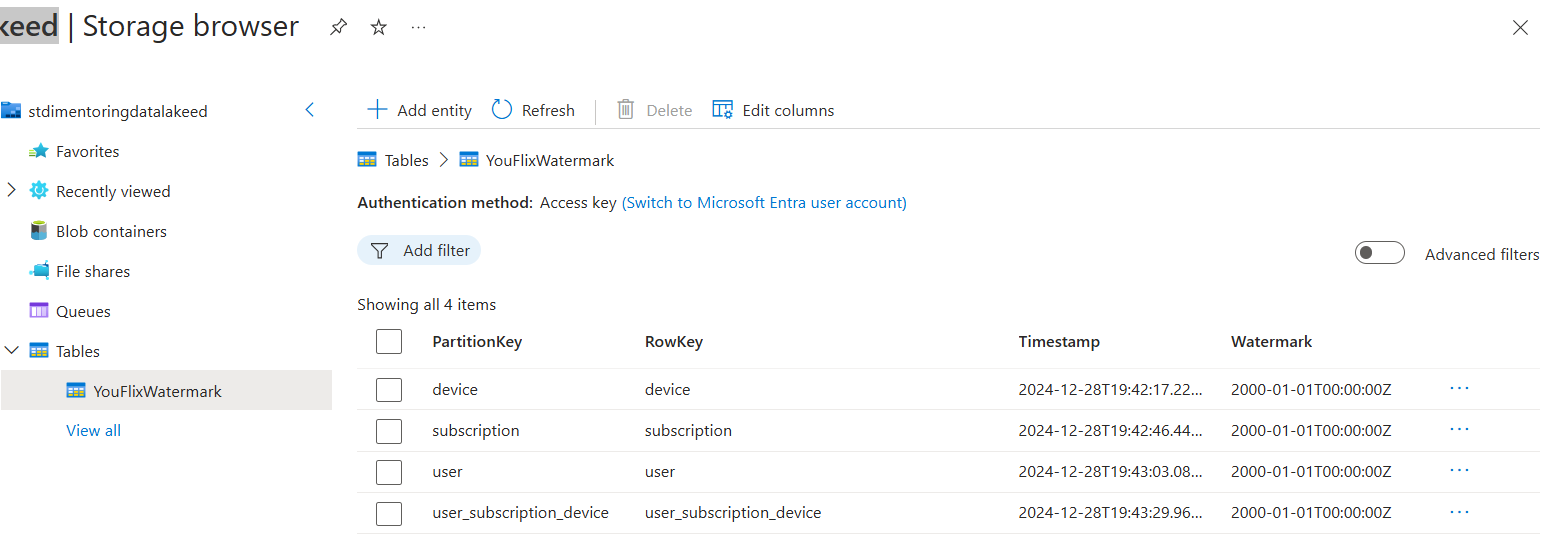 keed | Storage browser
stdimentoringdatalakeed
Favorites
Recently viewed
Blob containers
File shares
Queues
Tables
YouFlixWatermark
View all
Add entity Refresh Delete Edit columns
Tables > YouFlixWatermark
Authentication method: Access key (Switch to Microsoft Entra user account)
Add filter
Advanced filters
Showing all 4 items
PartitionKey RowKey Timestamp Watermark
device device 2024-12-28T19:42:17.22... 2000-01-01T00:00:00Z
subscription subscription 2024-12-28T19:42:46.44... 2000-01-01T00:00:00Z
user user 2024-12-28T19:43:03.08... 2000-01-01T00:00:00Z
user_subscription_device user_subscription_device 2024-12-28T19:43:29.96... 2000-01-01T00:00:00Z